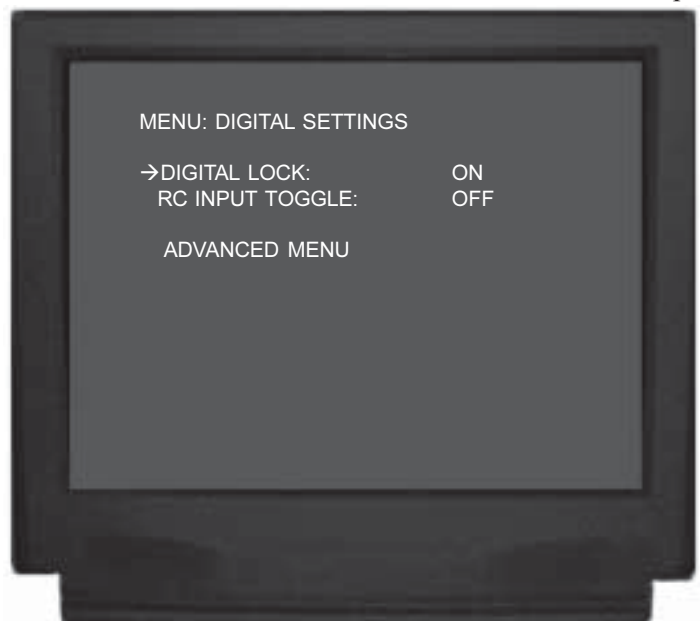 MENU: DIGITAL SETTINGS
→DIGITAL LOCK: ON
RC INPUT TOGGLE: OFF
ADVANCED MENU